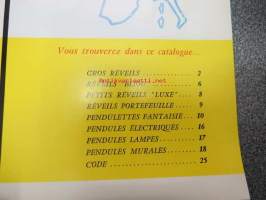 Vous trouverez dans ce catalogue...
GROS RÉVEILS ............ 2
RÉVEILS "BIJOU" ............ 6
PETITS RÉVEILS "LUXE" .... 8
RÉVEILS PORTEFEUILLE .... 9
PENDULETTES FANTAISIE ... 10
PENDULES ELECTRIQUES .... 16
PENDULES LAMPES ......... 17
PENDULES MURALES ....... 18
CODE ..................... 25